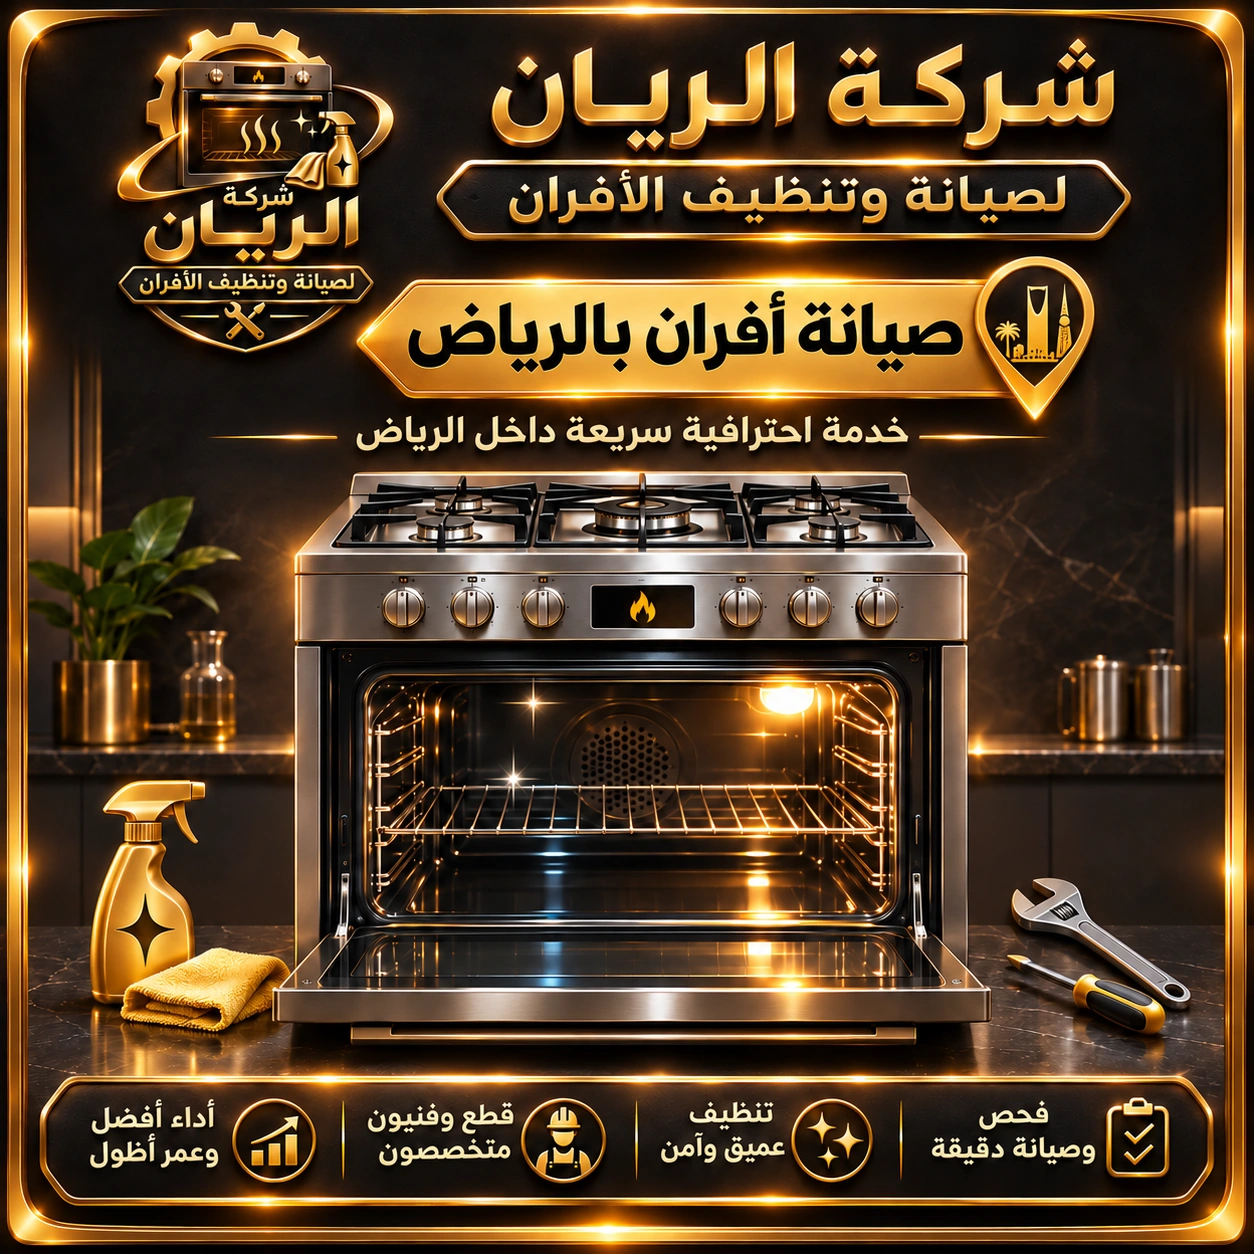 شركة الريان
لصيانة وتنظيف الأفران
شركة
الريان
لصيانة وتنظيف الأفران
صيانة أفران بالرياض
خدمة احترافية سريعة داخل الرياض
فحص
وصيانة دقيقة
تنظيف
عميق وآمن
قطع وفنيون
متخصصون
أداء أفضل
وعمر أظول